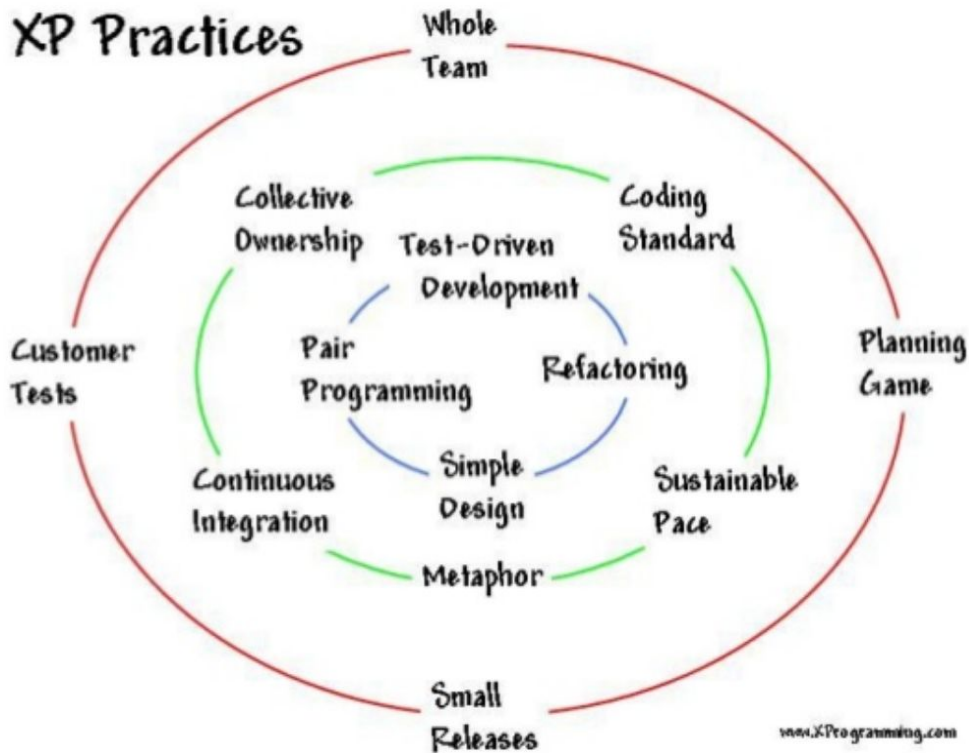 XP Practices
Whole
Team
Collective
Ownership
Coding
Standard
Test-Driven
Development
Customer
Tests
Pair
Programming
Refactoring
Planning
Game
Continuous
Integration
Simple
Design
Sustainable
Pace
Metaphor
Small
Releases
www.XProgramming.com